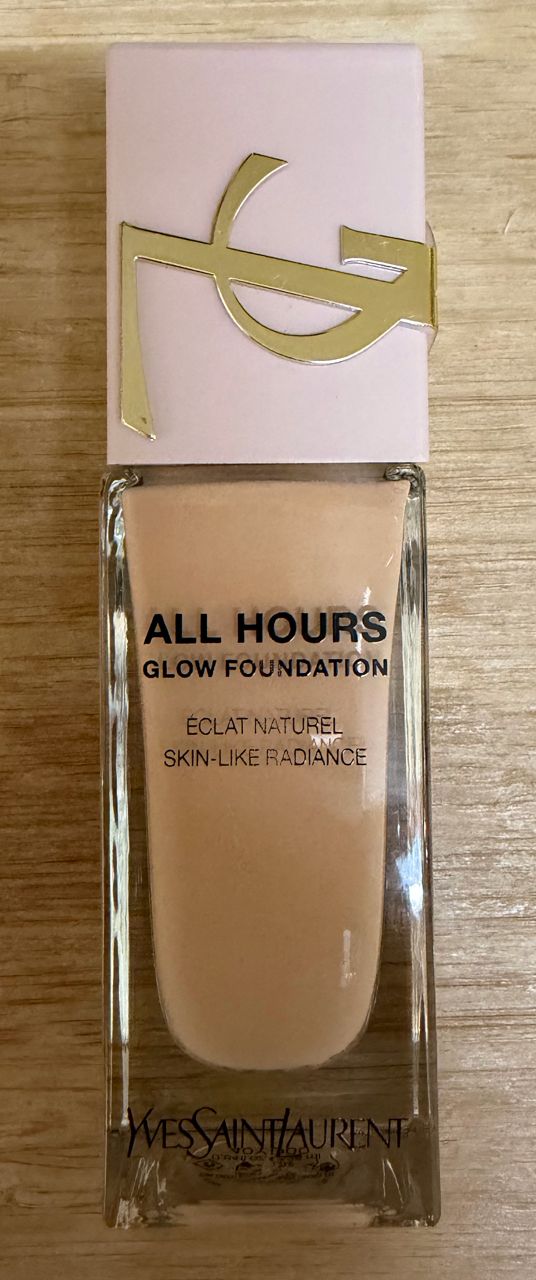 ALL HOURS
GLOW FOUNDATION
ÉCLAT NATUREL
SKIN-LIKE RADIANCE
YVESSAINTLAURENT